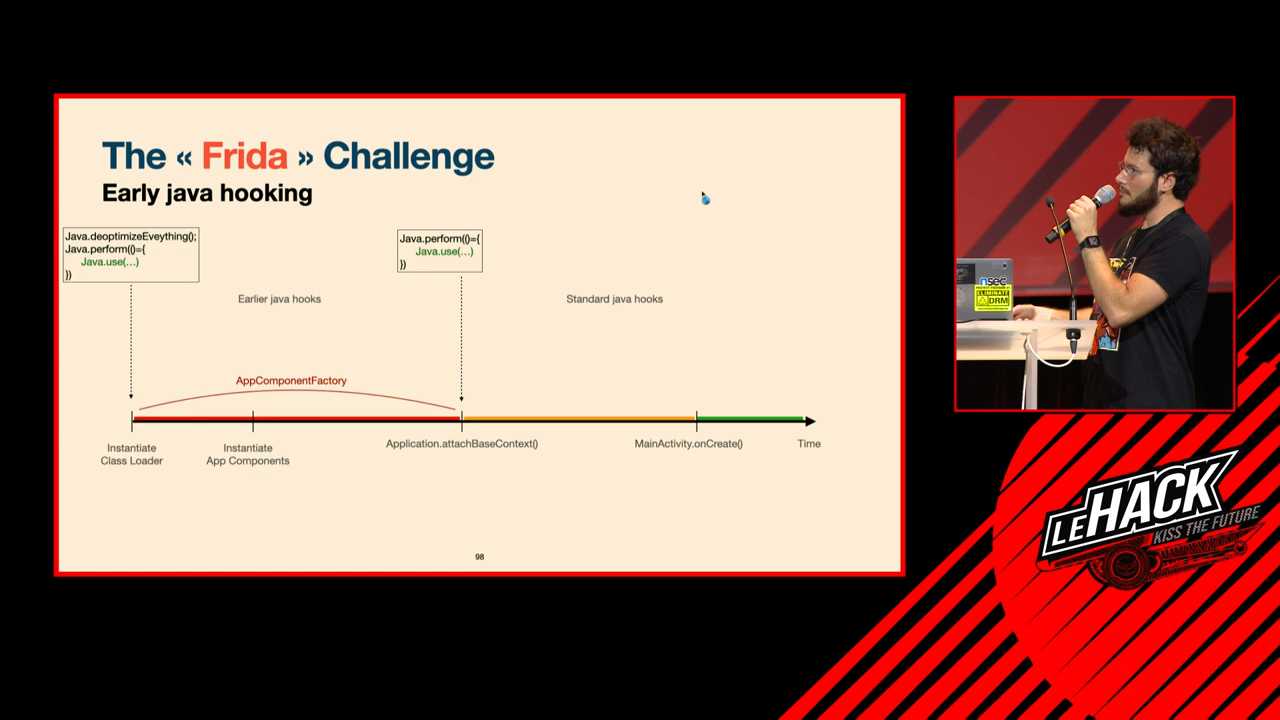 The « Frida » Challenge
Early java hooking
Java.deoptimizeEveything();
Java.perform(()={
Java.use(…)
})
Java.perform(()={
Java.use(…)
})
Earlier java hooks
Standard java hooks
AppComponentFactory
Instantiate
Class Loader
Instantiate
App Components
Application.attachBaseContext()
MainActivity.onCreate()
Time
98
nsec
ELIMINATE
DRM
LEHACK
KISS THE FUTURE